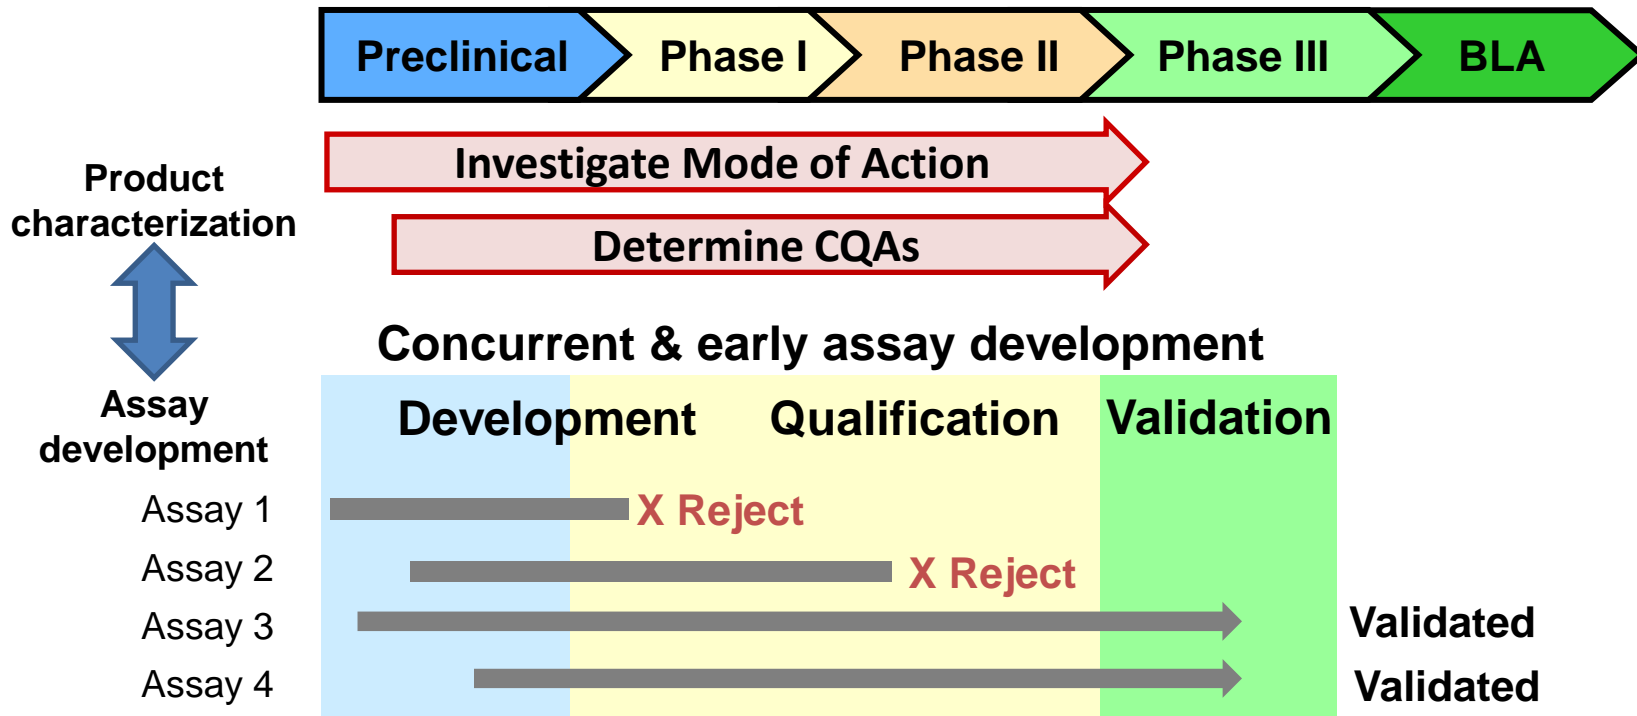 Preclinical Phase I Phase II Phase III BLA
Investigate Mode of Action
Product
characterization
Determine CQAs
Concurrent & early assay development
Assay
development
Development Qualification Validation
Assay 1 X Reject
Assay 2 X Reject
Assay 3 Validated
Assay 4 Validated